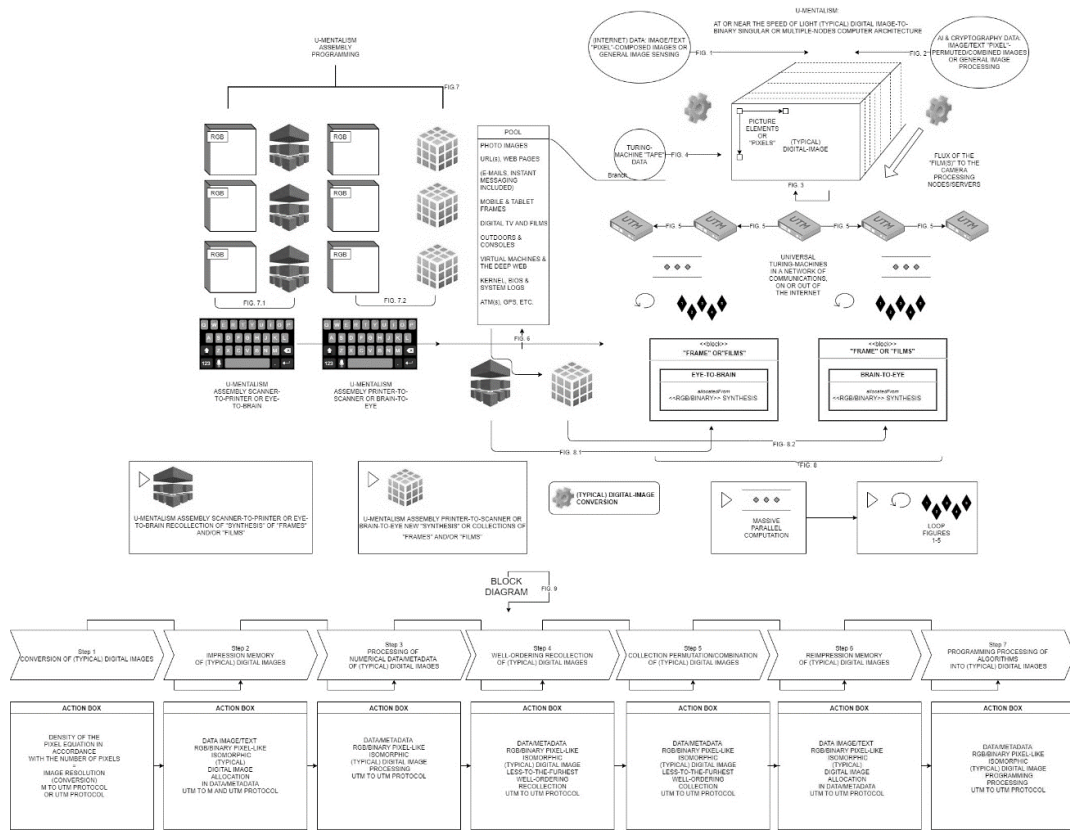 U-MENTALISM
ASSEMBLY
PROGRAMMING
FIG.7
RGB
RGB
RGB
RGB
RGB
RGB
FIG. 7.1
FIG. 7.2
U-MENTALISM
ASSEMBLY SCANNER-
TO-PRINTER OR EYE-
TO-BRAIN
U-MENTALISM
ASSEMBLY PRINTER-TO-
SCANNER OR BRAIN-TO-
EYE
POOL
PHOTO IMAGES
URL(s), WEB PAGES
(E-MAILS, INSTANT
MESSAGING
INCLUDED)
MOBILE & TABLET
FRAMES
DIGITAL TV AND FILMS
OUTDOORS &
CONSOLES
VIRTUAL MACHINES &
THE DEEP WEB
KERNEL, BIOS &
SYSTEM LOGS
ATM(s), GPS, ETC.
FIG. 6
U-MENTALISM:
AT OR NEAR THE SPEED OF LIGHT (TYPICAL) DIGITAL IMAGE-TO-
BINARY SINGULAR OR MULTIPLE-NODES COMPUTER ARCHITECTURE
(INTERNET) DATA: IMAGE/TEXT
"PIXEL"-COMPOSED IMAGES OR
GENERAL IMAGE SENSING
FIG. 1
FIG. 2
AI & CRYPTOGRAPHY DATA:
IMAGE/TEXT "PIXEL"-
PERMUTED/COMBINED IMAGES
OR GENERAL IMAGE
PROCESSING
PICTURE
ELEMENTS
OR
"PIXELS"
(TYPICAL)
DIGITAL-IMAGE
TURING-
MACHINE "TAPE"
DATA
FIG. 4
Branch
FLUX OF THE
"FILM(S)" TO THE
CAMERA
PROCESSING
NODES/SERVERS
FIG. 3
UTM
FIG. 5
UTM
FIG. 5
UTM
FIG. 5
UTM
FIG. 5
UTM
UNIVERSAL
TURING-MACHINES
IN A NETWORK OF
COMMUNICATIONS,
ON OR OUT OF THE
INTERNET
<<block>>
"FRAME" OR"FILMS"
EYE-TO-BRAIN
allocatedFrom
<<RGB/BINARY>> SYNTHESIS
<<block>>
"FRAME" OR "FILMS"
BRAIN-TO-EYE
allocatedFrom
<<RGB/BINARY>> SYNTHESIS
FIG. 8.1
FIG. 8.2
FIG. 8
U-MENTALISM ASSEMBLY SCANNER-TO-PRINTER OR EYE-
TO-BRAIN RECOLLECTION OF "SYNTHESIS" OF "FRAMES"
AND/OR "FILMS"
U-MENTALISM ASSEMBLY PRINTER-TO-SCANNER OR
BRAIN-TO-EYE NEW "SYNTHESIS" OR COLLECTIONS OF
"FRAMES" AND/OR "FILMS"
(TYPICAL) DIGITAL-IMAGE
CONVERSION
MASSIVE
PARALLEL
COMPUTATION
LOOP
FIGURES
1-5
BLOCK
DIAGRAM
FIG. 9
Step 1
CONVERSION OF (TYPICAL) DIGITAL IMAGES
Step 2
IMPRESSION MEMORY
OF (TYPICAL) DIGITAL IMAGES
Step 3
PROCESSING OF
NUMERICAL DATA/METADATA
OF (TYPICAL) DIGITAL IMAGES
Step 4
WELL-ORDERING RECOLLECTION
OF (TYPICAL) DIGITAL IMAGES
Step 5
COLLECTION PERMUTATION/COMBINATION
OF (TYPICAL) DIGITAL IMAGES
Step 6
REIMPRESSION MEMORY
OF (TYPICAL) DIGITAL IMAGES
Step 7
PROGRAMMING PROCESSING OF
ALGORITHMS
INTO (TYPICAL) DIGITAL IMAGES
ACTION BOX
DENSITY OF THE
PIXEL EQUATION IN
ACCORDANCE
WITH THE NUMBER OF PIXELS
=
IMAGE RESOLUTION
(CONVERSION)
M TO UTM PROTOCOL
OR UTM PROTOCOL
ACTION BOX
DATA IMAGE/TEXT
RGB/BINARY PIXEL-LIKE
ISOMORPHIC
(TYPICAL)
DIGITAL IMAGE
ALLOCATION
IN DATA/METADATA
UTM TO M AND UTM PROTOCOL
ACTION BOX
DATA/METADATA
RGB/BINARY PIXEL-LIKE
ISOMORPHIC
(TYPICAL) DIGITAL IMAGE
PROCESSING
UTM TO UTM PROTOCOL
ACTION BOX
DATA/METADATA
RGB/BINARY PIXEL-LIKE
ISOMORPHIC
(TYPICAL) DIGITAL IMAGE
LESS-TO-THE-FURHEST
WELL-ORDERING
RECOLLECTION
UTM TO UTM PROTOCOL
ACTION BOX
DATA/METADATA
RGB/BINARY PIXEL-LIKE
ISOMORPHIC
(TYPICAL) DIGITAL IMAGE
LESS-TO-THE-FURHEST
WELL-ORDERING
COLLECTION
UTM TO UTM PROTOCOL
ACTION BOX
DATA IMAGE/TEXT
RGB/BINARY PIXEL-LIKE
ISOMORPHIC
(TYPICAL)
DIGITAL IMAGE
ALLOCATION
IN DATA/METADATA
UTM TO UTM PROTOCOL
ACTION BOX
DATA/METADATA
RGB/BINARY PIXEL-LIKE
ISOMORPHIC
(TYPICAL) DIGITAL IMAGE
PROGRAMMING
PROCESSING
UTM TO UTM PROTOCOL